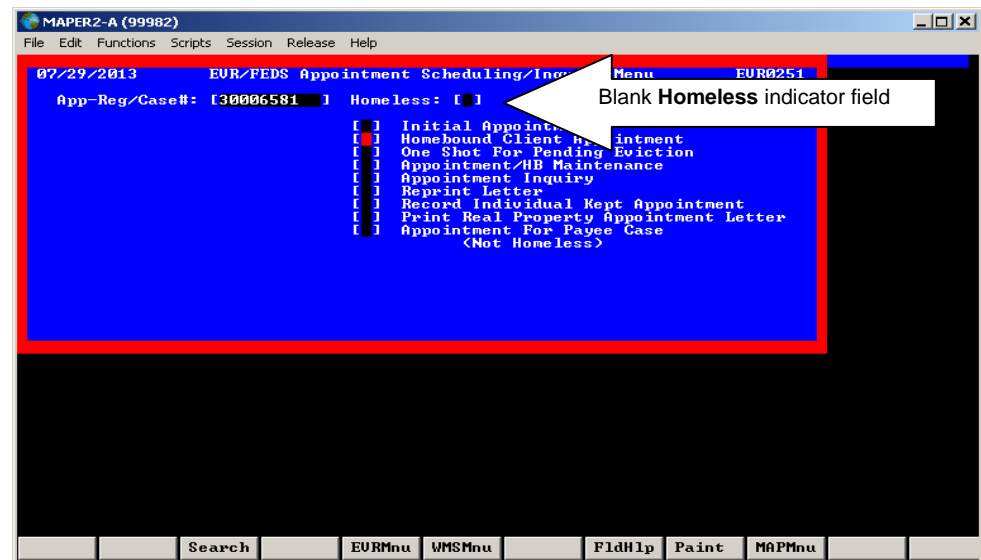 MAPER2-A (99982)
File Edit Functions Scripts Session Release Help
07/29/2013 EVR/FEDS Appointment Scheduling/Inqu Menu EVR0251
App-Reg/Case#: [30006581 ] Homeless: [ ]
Blank Homeless indicator field
[ ] Initial Appointm
[ ] Homebound Client Appointment
[ ] One Shot For Pending Eviction
[ ] Appointment/HB Maintenance
[ ] Appointment Inquiry
[ ] Reprint Letter
[ ] Record Individual Kept Appointment
[ ] Print Real Property Appointment Letter
[ ] Appointment For Payee Case
<Not Homeless>
Search EVRMnu WMSMnu FldHlp Paint MAPMnu